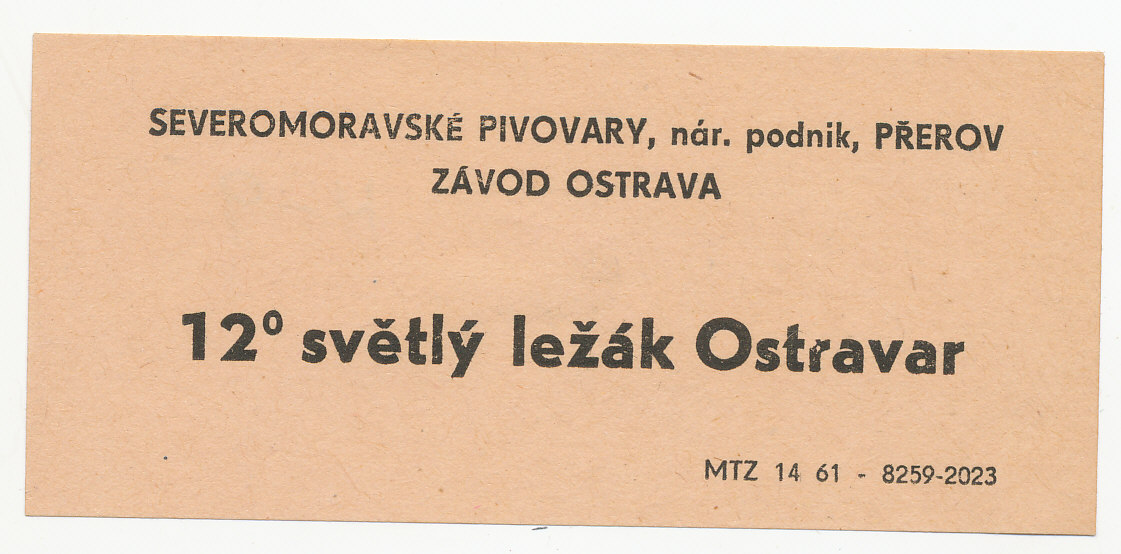 SEVEROMORAVSKÉ PIVOVARY, nár. podnik, PŘEROV
ZÁVOD OSTRAVA
12° světlý ležák Ostravar
MTZ 14 61 - 8259-2023